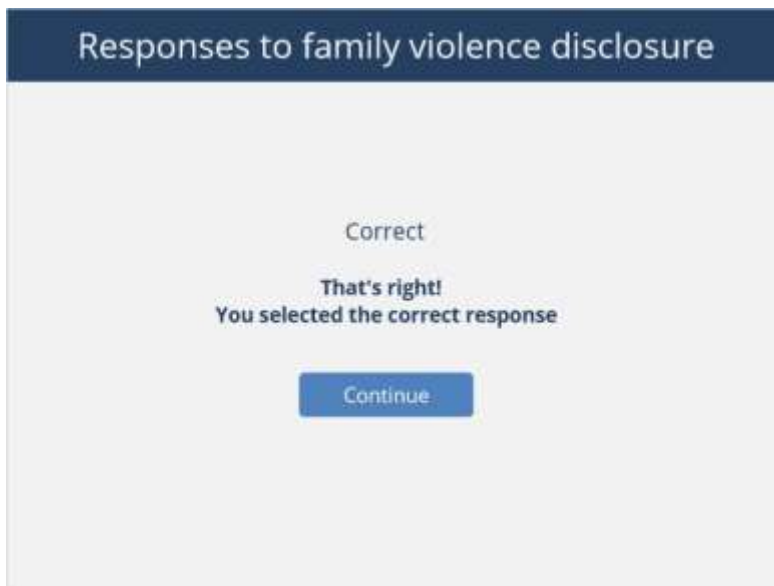 Responses to family violence disclosure
Correct
That's right!
You selected the correct response
Continue